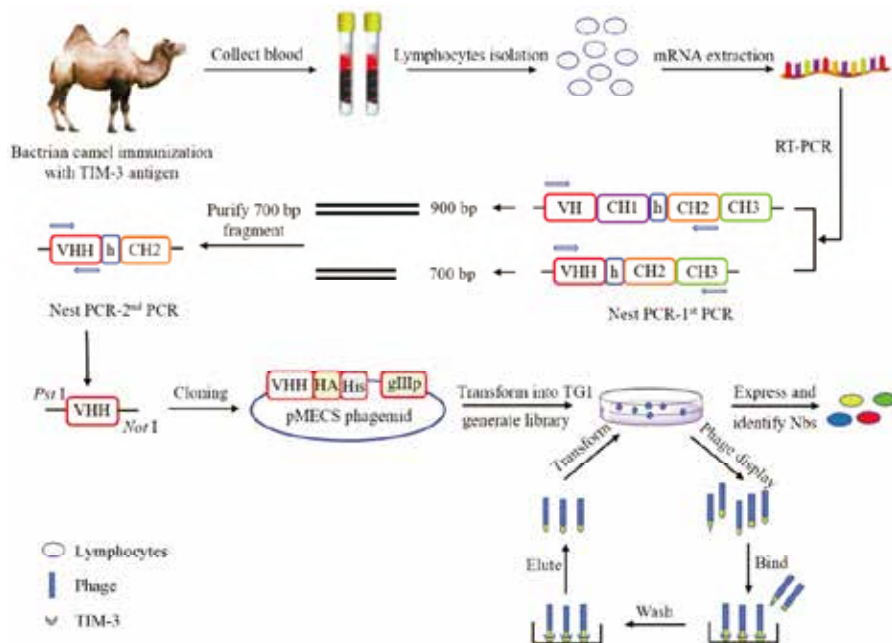 Collect blood
Lymphocytes isolation
mRNA extraction
Bactrian camel immunization
with TIM-3 antigen
RT-PCR
Purify 700 bp
fragment
900 bp
VH CH1 h CH2 CH3
VHH h CH2
700 bp
VHH h CH2 CH3
Nest PCR-2nd PCR
Nest PCR-1st PCR
Pst I
VHH
Not I
Cloning
VHH HA His gIIIp
pMECS phagemid
Transform into TG1
generate library
Express and
identify Nbs
Transform
Phage display
Lymphocytes
Phage
TIM-3
Elute
Bind
Wash